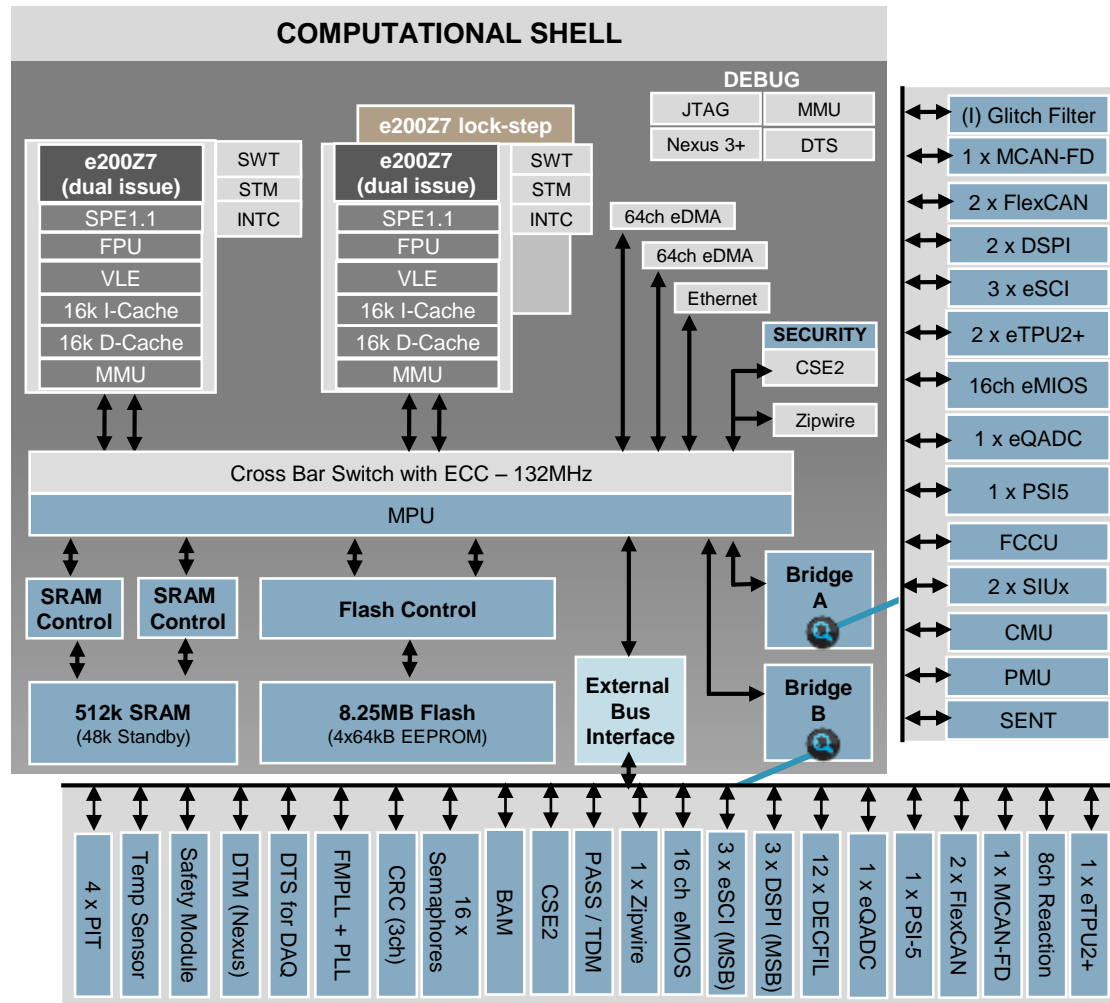 COMPUTATIONAL SHELL
DEBUG
JTAG
MMU
Nexus 3+
DTS
e200Z7
(dual issue)
SPE1.1
FPU
VLE
16k I-Cache
16k D-Cache
MMU
SWT
STM
INTC
e200Z7 lock-step
e200Z7
(dual issue)
SPE1.1
FPU
VLE
16k I-Cache
16k D-Cache
MMU
SWT
STM
INTC
64ch eDMA
64ch eDMA
Ethernet
SECURITY
CSE2
Zipwire
Cross Bar Switch with ECC – 132MHz
MPU
SRAM
Control
SRAM
Control
Flash Control
512k SRAM
(48k Standby)
8.25MB Flash
(4x64kB EEPROM)
External
Bus
Interface
Bridge
A
Bridge
B
(I) Glitch Filter
1 x MCAN-FD
2 x FlexCAN
2 x DSPI
3 x eSCI
2 x eTPU2+
16ch eMIOS
1 x eQADC
1 x PSI5
FCCU
2 x SIUx
CMU
PMU
SENT
4 x PIT
Temp Sensor
Safety Module
DTM (Nexus)
DTS for DAQ
FMPLL + PLL
CRC (3ch)
16 x
Semaphores
BAM
CSE2
PASS / TDM
1 x Zipwire
16 ch eMIOS
3 x eSCI (MSB)
3 x DSPI (MSB)
12 x DECFIL
1 x eQADC
1 x PSI-5
2 x FlexCAN
1 x MCAN-FD
8ch Reaction
1 x eTPU2+